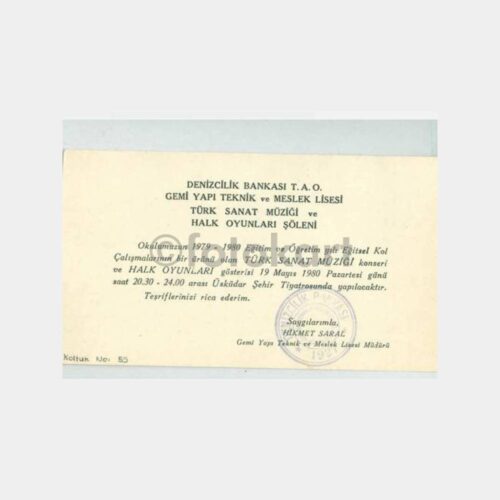 DENİZCİLİK BANKASI T. A. O.
GEMİ YAPI TEKNİK ve MESLEK LİSESİ
TÜRK SANAT MÜZİĞİ ve
HALK OYUNLARI ŞÖLENİ
Okulumuzun 1979 - 1980 Eğitim ve Öğretim yılı Eğitsel Kol
Çalışmalarının bir ürünü olan TÜRK SANAT MÜZİĞİ konseri
ve HALK OYUNLARI gösterisi 19 Mayıs 1980 Pazartesi günü
saat 20.30 - 24.00 arası Üsküdar Şehir Tiyatrosunda yapılacaktır.
Teşriflerinizi rica ederim.
Saygılarımla,
HİKMET SARAL
Gemi Yapı Teknik ve Meslek Lisesi Müdürü
Koltuk No: 55